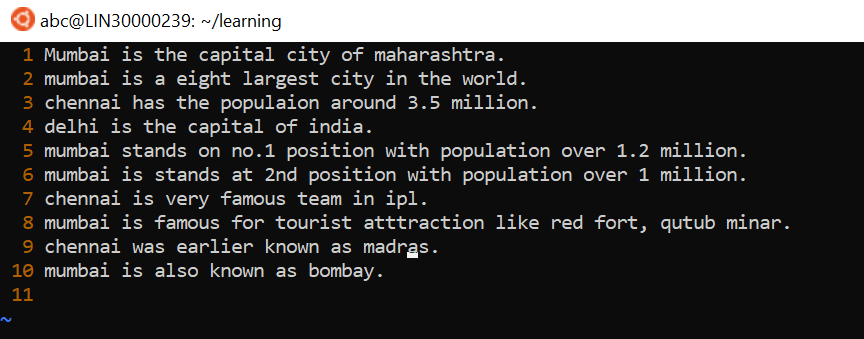 abc@LIN30000239: ~/learning
1 Mumbai is the capital city of maharashtra.
2 mumbai is a eight largest city in the world.
3 chennai has the populaion around 3.5 million.
4 delhi is the capital of india.
5 mumbai stands on no.1 position with population over 1.2 million.
6 mumbai is stands at 2nd position with population over 1 million.
7 chennai is very famous team in ipl.
8 mumbai is famous for tourist atttraction like red fort, qutub minar.
9 chennai was earlier known as madras.
10 mumbai is also known as bombay.
11
~